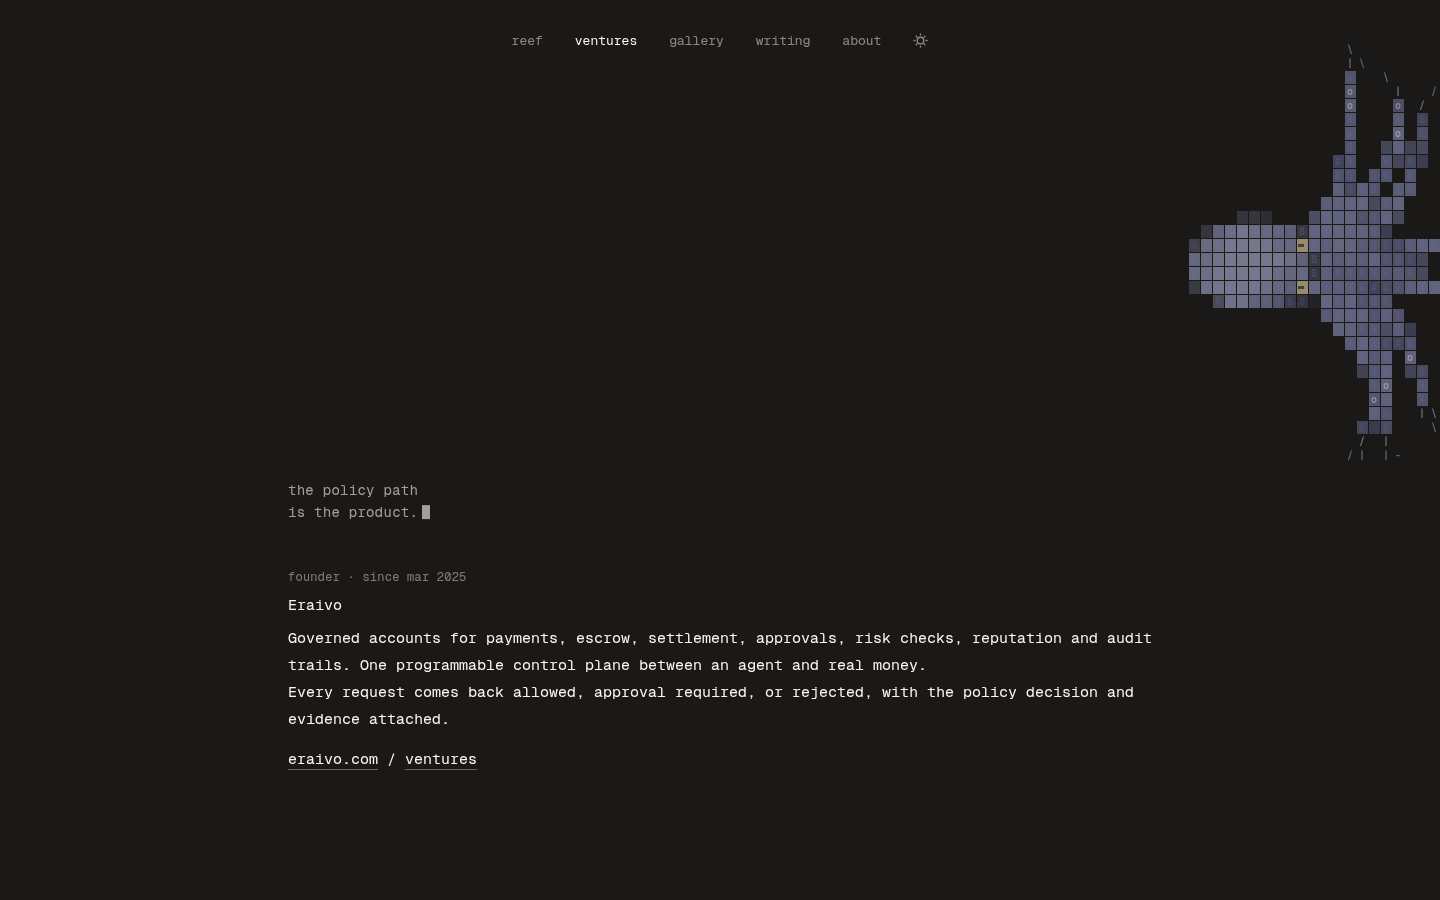 reef ventures gallery writing about
the policy path
is the product.
founder · since mar 2025
Eraivo
Governed accounts for payments, escrow, settlement, approvals, risk checks, reputation and audit
trails. One programmable control plane between an agent and real money.
Every request comes back allowed, approval required, or rejected, with the policy decision and
evidence attached.
eraivo.com / ventures